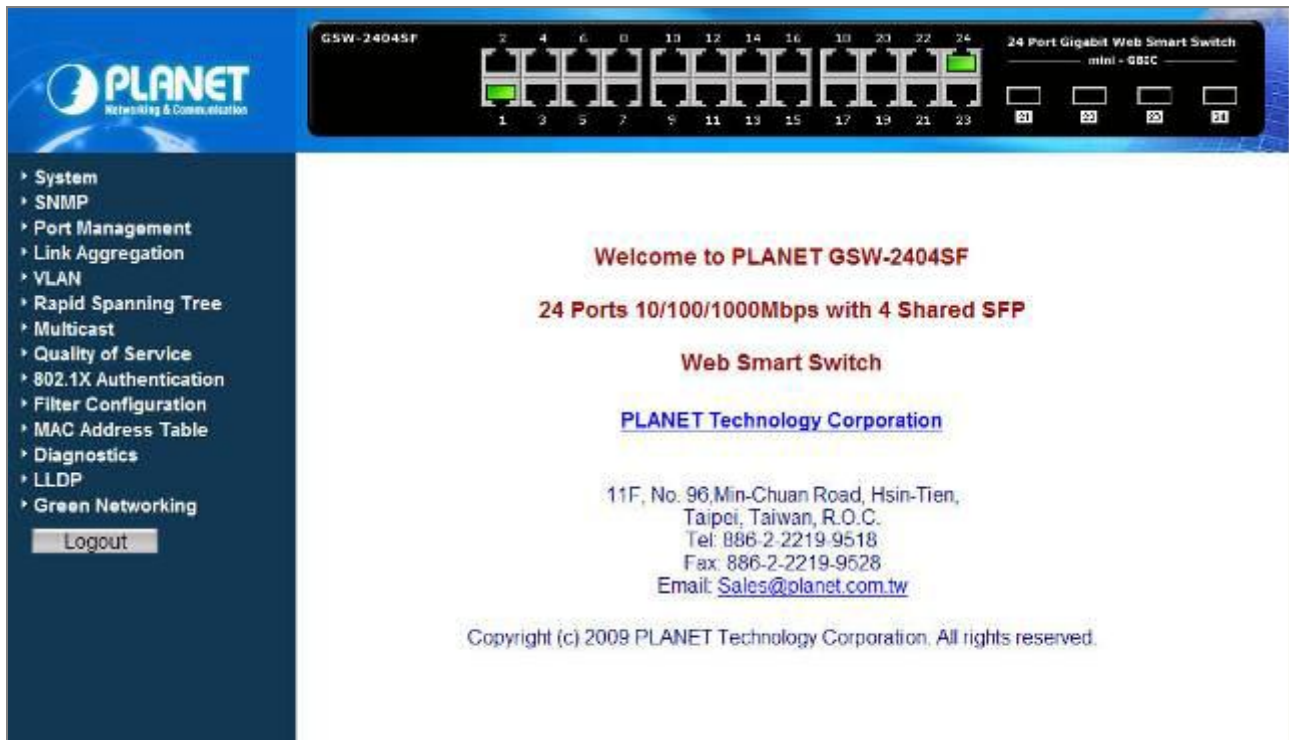 PLANET
Networking & Communication
GSW-2404SF
2 4 6 8 10 12 14 16 18 20 22 24
1 3 5 7 9 11 13 15 17 19 21 23
24 Port Gigabit Web Smart Switch
mini - GBIC
21 22 23 24
System
SNMP
Port Management
Link Aggregation
VLAN
Rapid Spanning Tree
Multicast
Quality of Service
802.1X Authentication
Filter Configuration
MAC Address Table
Diagnostics
LLDP
Green Networking
Logout
Welcome to PLANET GSW-2404SF
24 Ports 10/100/1000Mbps with 4 Shared SFP
Web Smart Switch
PLANET Technology Corporation
11F, No. 96,Min-Chuan Road, Hsin-Tien,
Taipei, Taiwan, R.O.C.
Tel: 886-2-2219-9518
Fax: 886-2-2219-9528
Email: Sales@planet.com.tw
Copyright (c) 2009 PLANET Technology Corporation. All rights reserved.